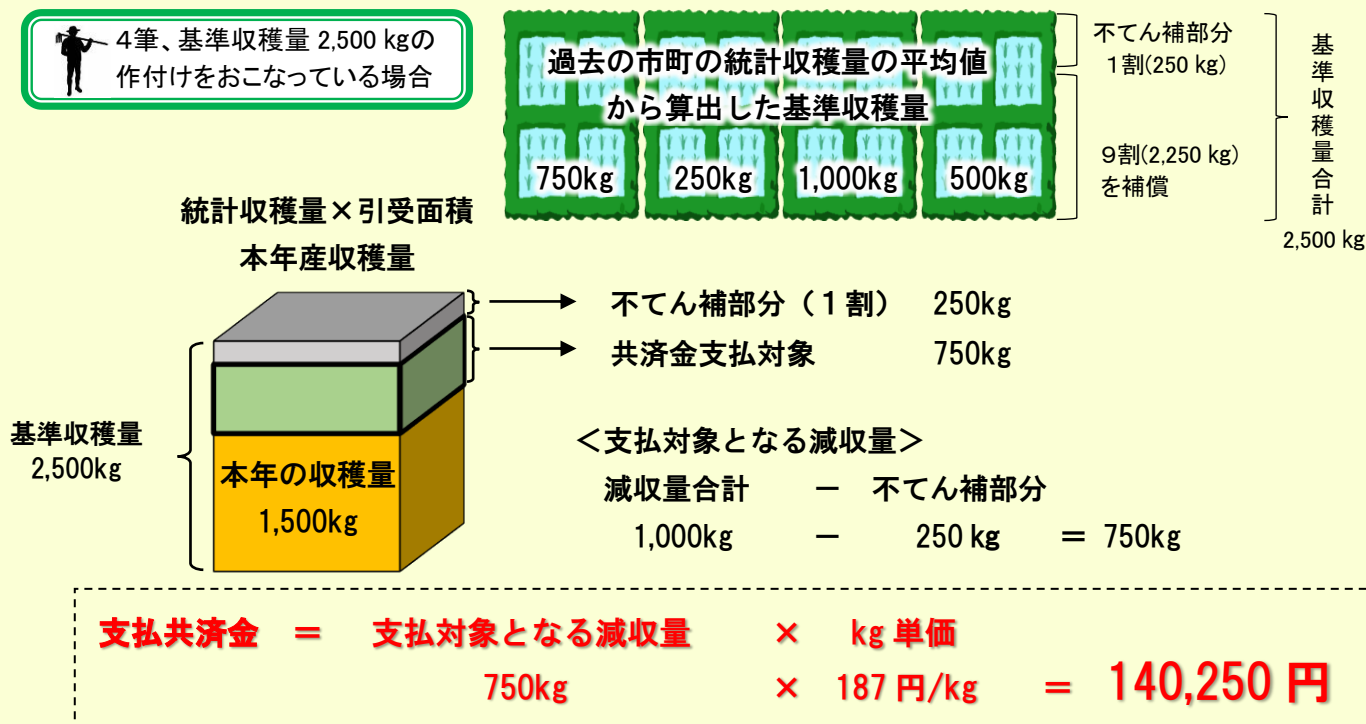 4筆、基準収穫量 2,500 kgの
作付けをおこなっている場合
過去の市町の統計収穫量の平均値
から算出した基準収穫量
750kg 250kg 1,000kg 500kg
不てん補部分
1割(250 kg)
9割(2,250 kg)
を補償
基準収穫量合計
2,500 kg
統計収穫量×引受面積
本年産収穫量
不てん補部分（1割） 250kg
共済金支払対象 750kg
基準収穫量
2,500kg
本年の収穫量
1,500kg
＜支払対象となる減収量＞
減収量合計 － 不てん補部分
1,000kg － 250 kg ＝ 750kg
支払共済金 ＝ 支払対象となる減収量 × kg 単価
750kg × 187 円/kg ＝ 140,250 円